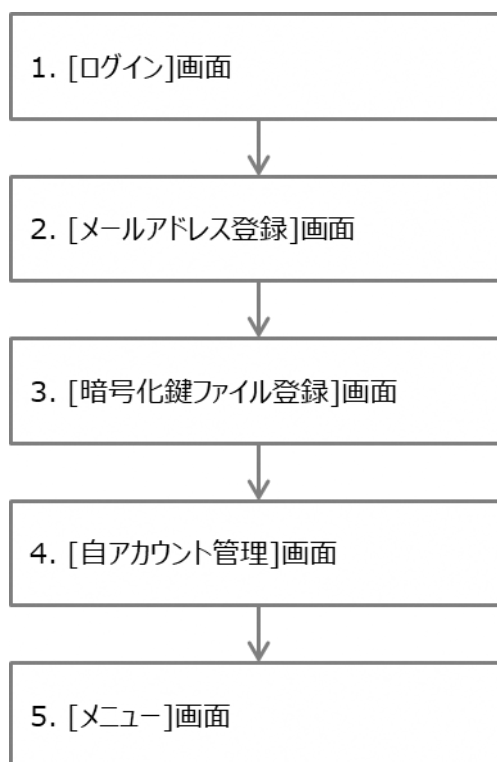 1. [ログイン]画面
2. [メールアドレス登録]画面
3. [暗号化鍵ファイル登録]画面
4. [自アカウント管理]画面
5. [メニュー]画面